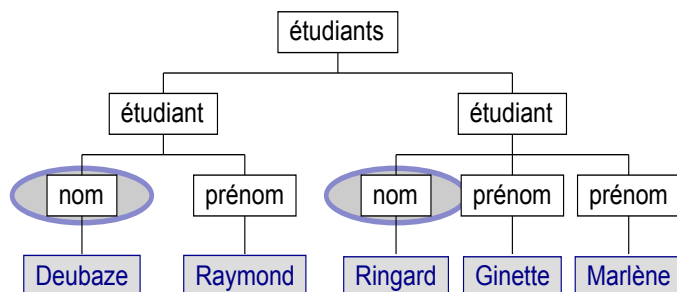 étudiants
étudiant étudiant
nom prénom nom prénom prénom
Deubaze Raymond Ringard Ginette Marlène